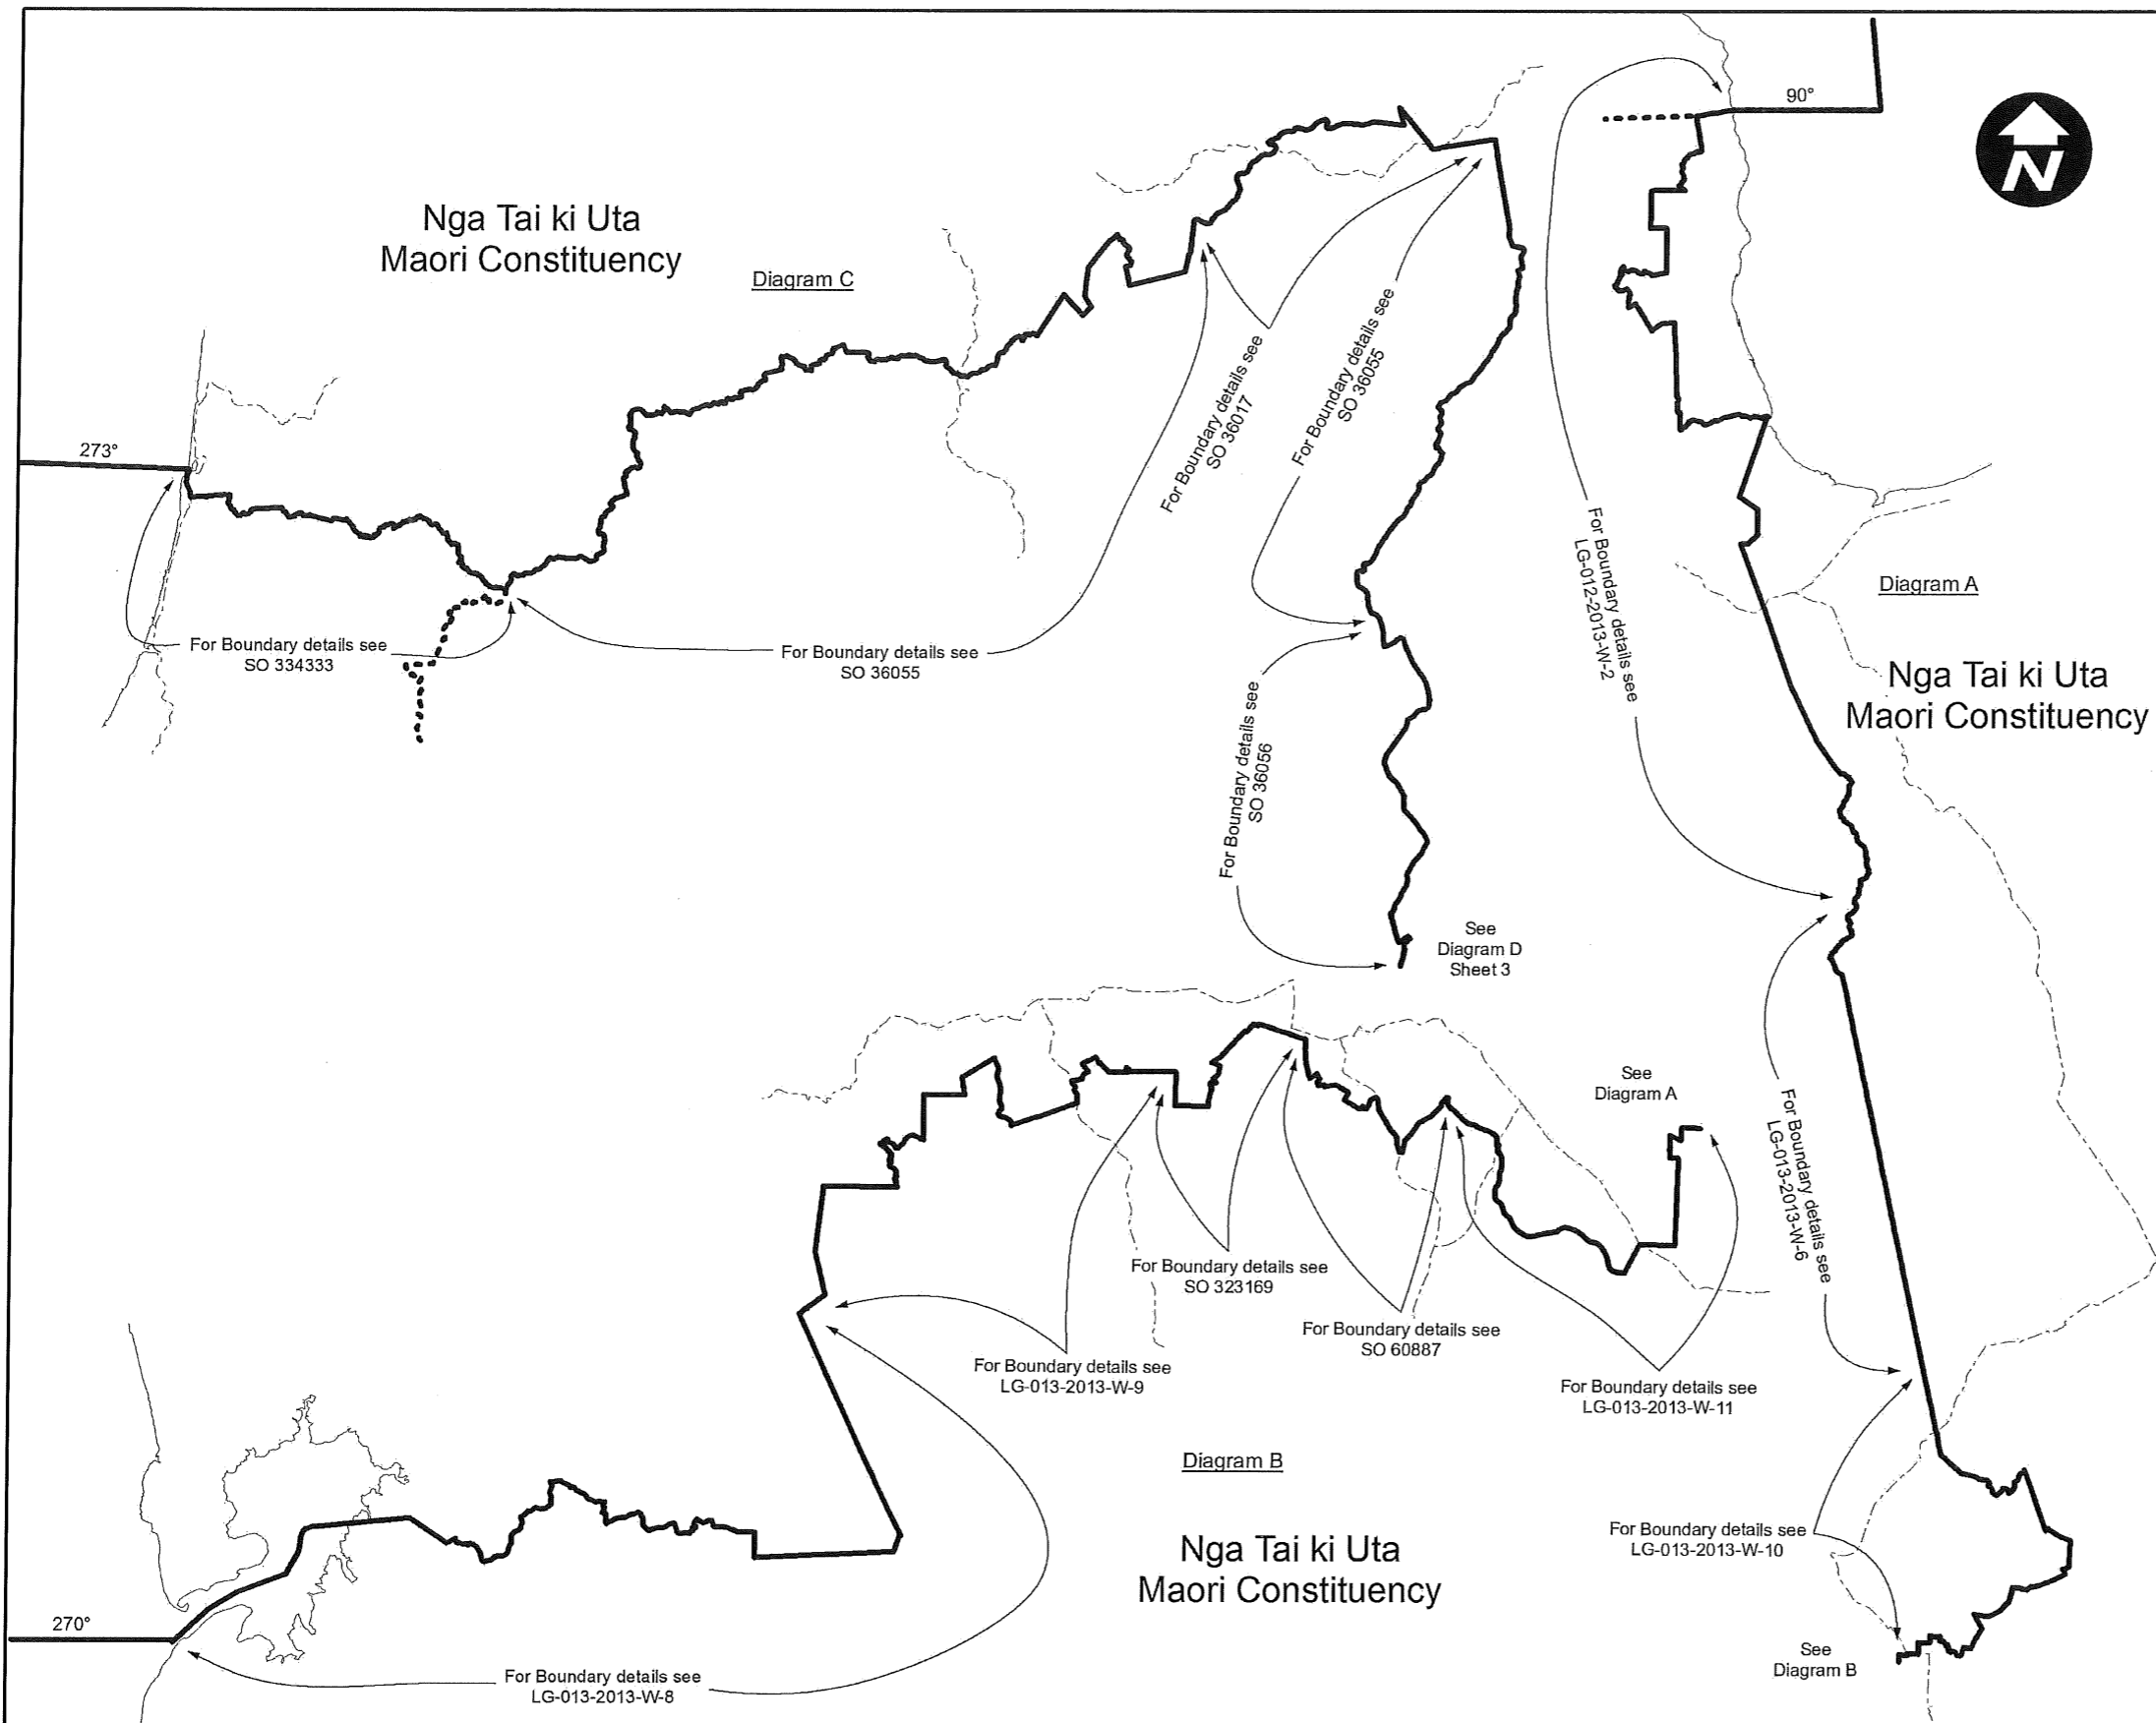 90°
N
Nga Tai ki Uta
Maori Constituency
Diagram C
273°
For Boundary details see
SO 334333
For Boundary details see
SO 36055
For Boundary details see
SO 36017
For Boundary details see
SO 36055
For Boundary details see
SO 36056
For Boundary details see
LG-012-2013-W-2
Diagram A
Nga Tai ki Uta
Maori Constituency
See
Diagram D
Sheet 3
See
Diagram A
For Boundary details see
LG-013-2013-W-6
For Boundary details see
SO 323169
For Boundary details see
SO 60887
For Boundary details see
LG-013-2013-W-9
For Boundary details see
LG-013-2013-W-11
Diagram B
Nga Tai ki Uta
Maori Constituency
For Boundary details see
LG-013-2013-W-10
270°
For Boundary details see
LG-013-2013-W-8
See
Diagram B